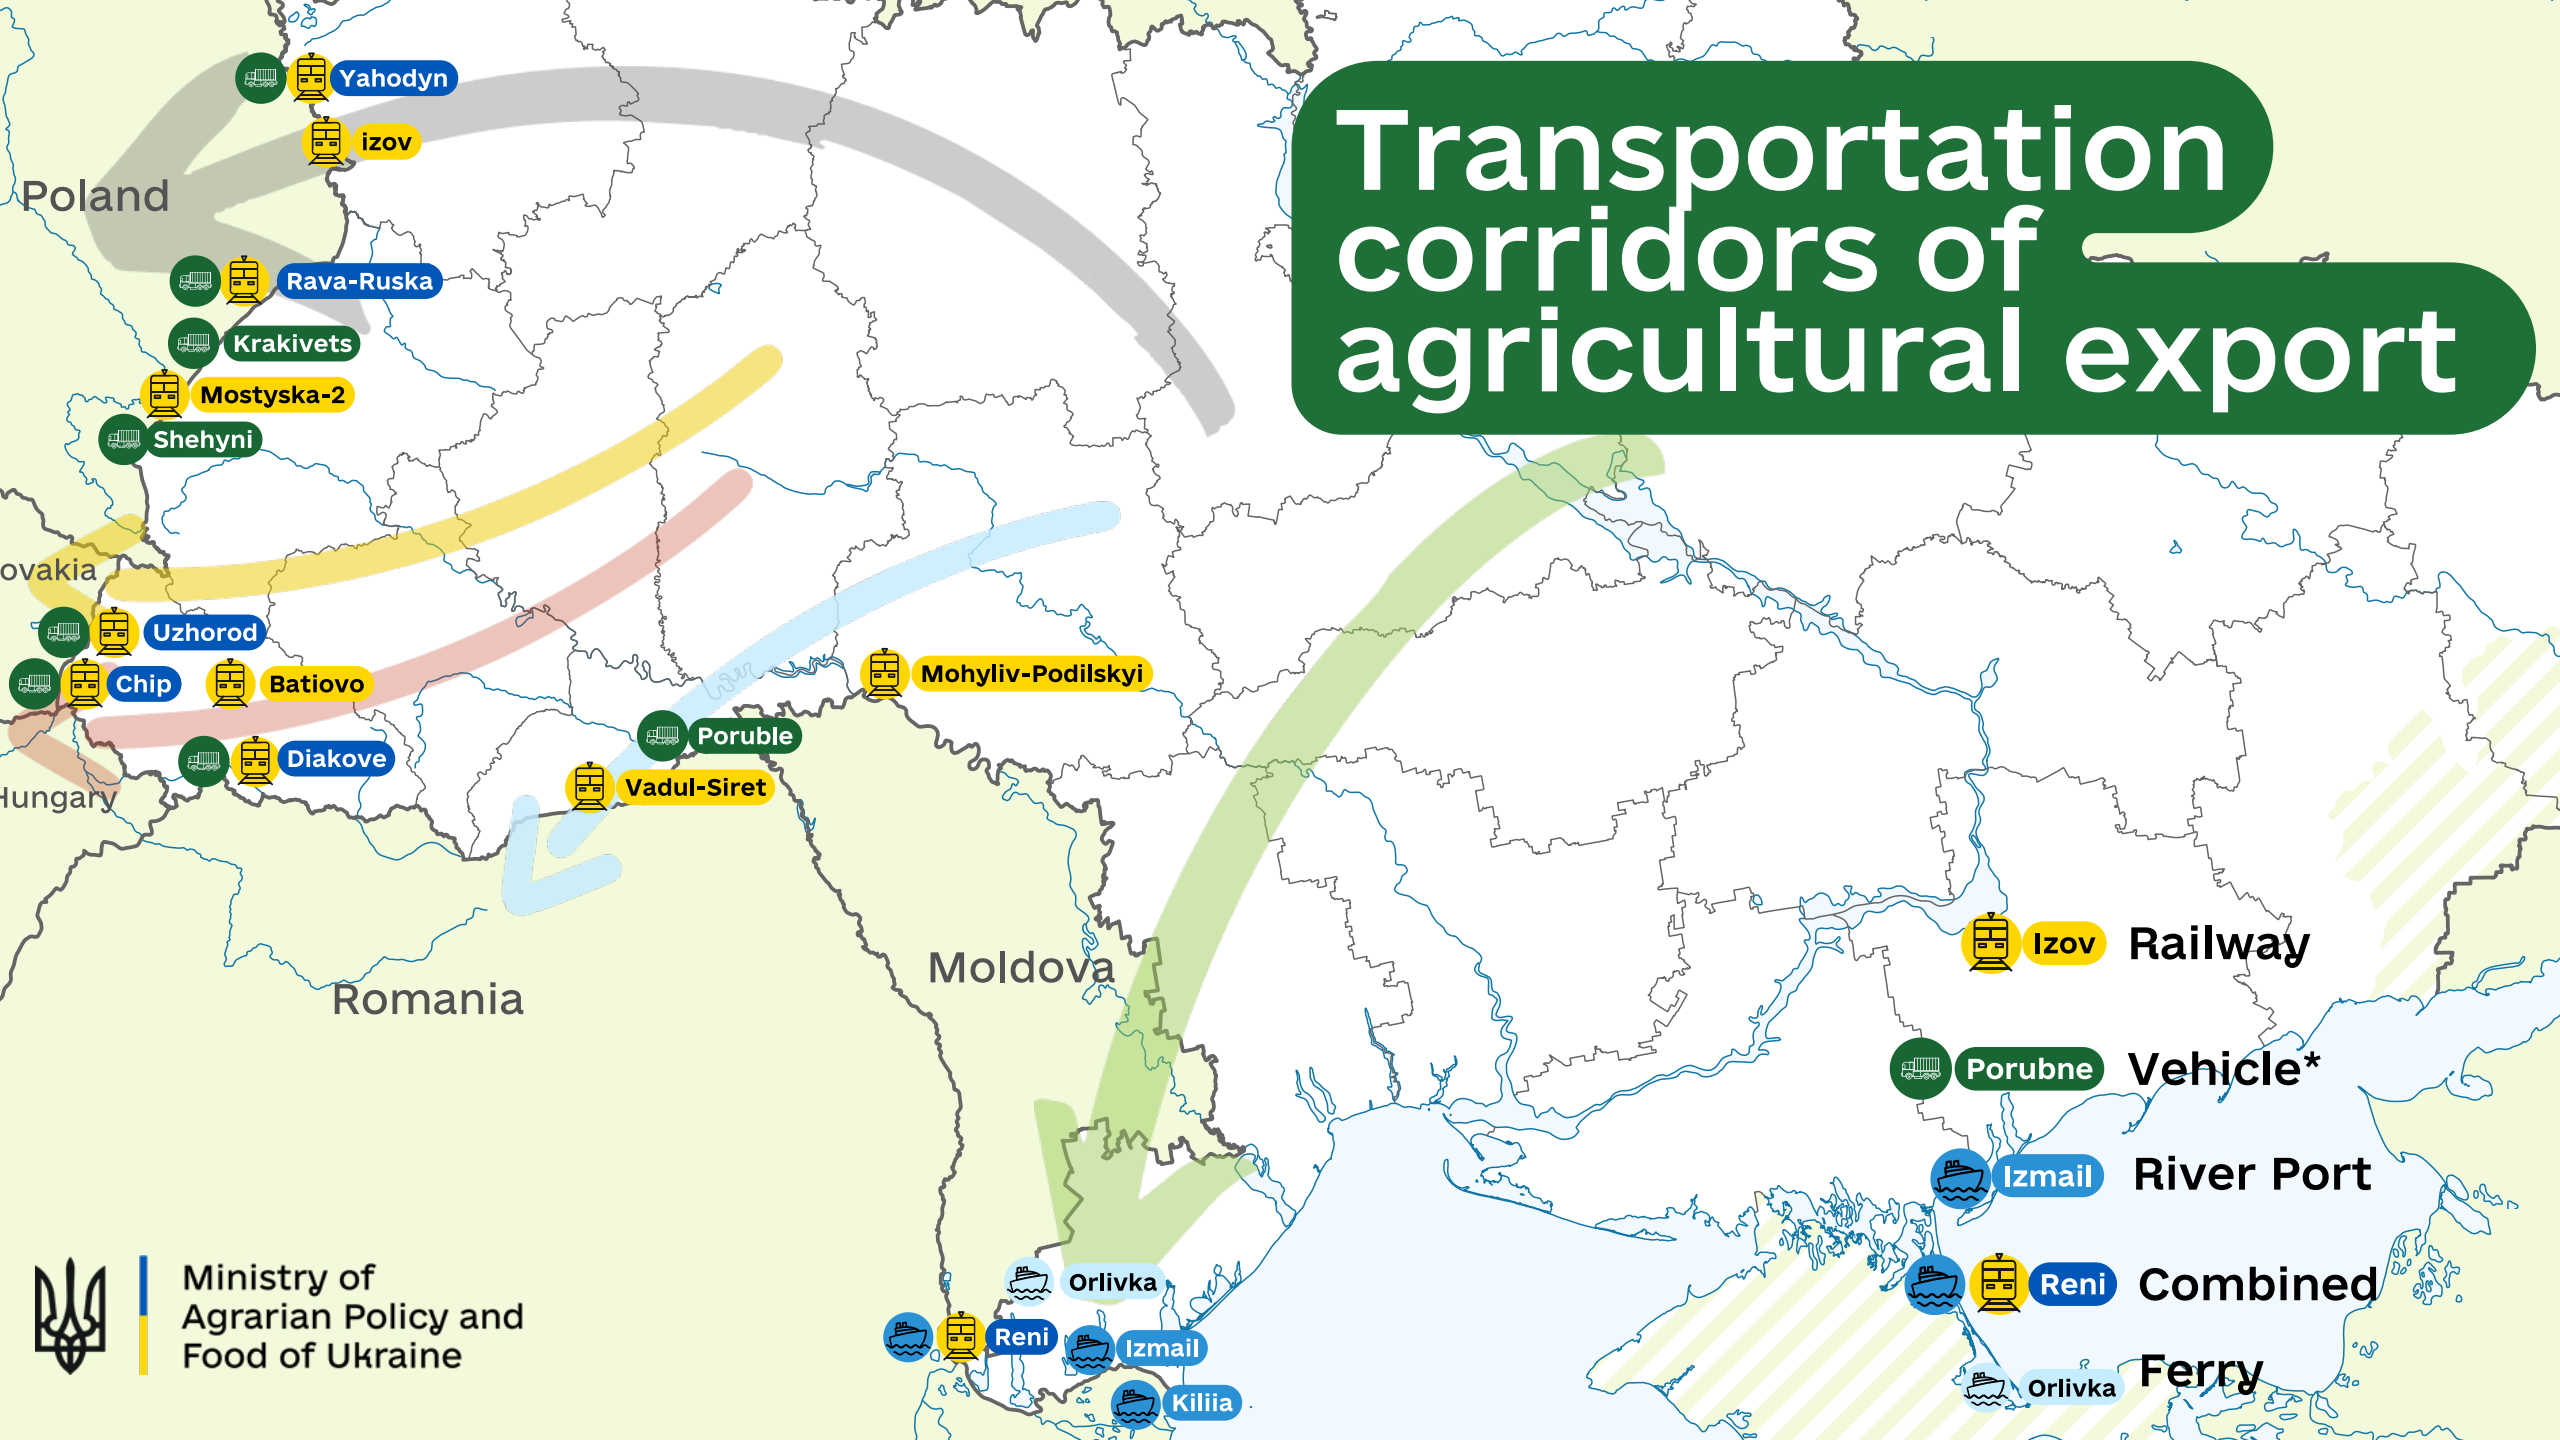 Transportation
corridors of
agricultural export
Yahodyn
izov
Poland
Rava-Ruska
Krakivets
Mostyska-2
Shehyni
ovakia
Uzhorod
Chip
Batiovo
Mohyliv-Podilskyi
Poruble
Diakove
Vadul-Siret
Hungary
Moldova
Romania
Izov Railway
Porubne Vehicle*
Izmail River Port
Reni Combined
Orlivka Ferry
Orlivka
Reni
Izmail
Kiliia
Ministry of
Agrarian Policy and
Food of Ukraine